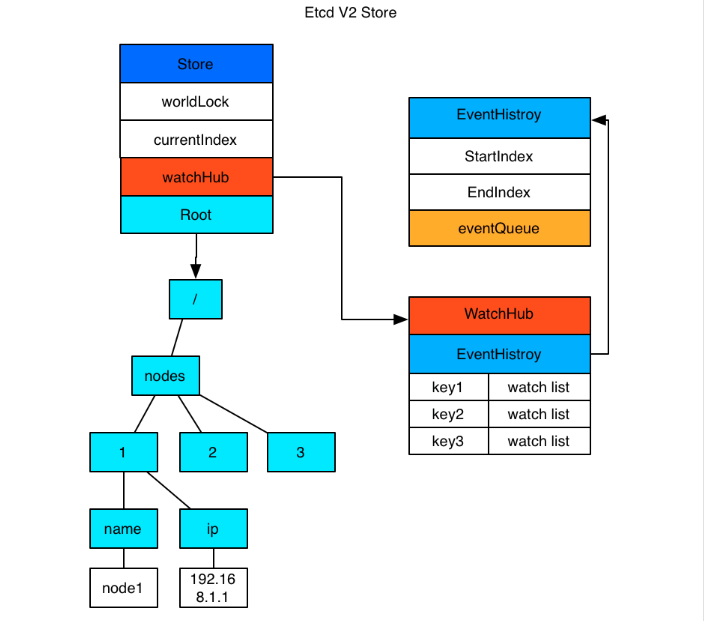 Etcd V2 Store
Store
worldLock
currentIndex
watchHub
Root
/
nodes
1
2
3
name
ip
node1
192.16
8.1.1
EventHistroy
StartIndex
EndIndex
eventQueue
WatchHub
EventHistroy
key1 watch list
key2 watch list
key3 watch list